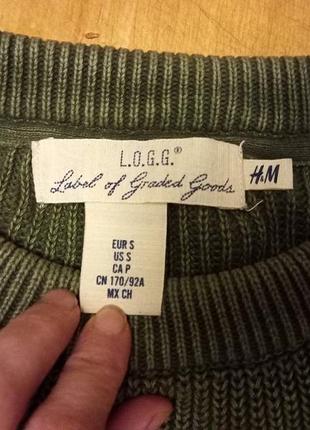 L.O.G.G.®
Label of Graded Goods
H&M
EUR S
US S
CA P
CN 170/92A
MX CH